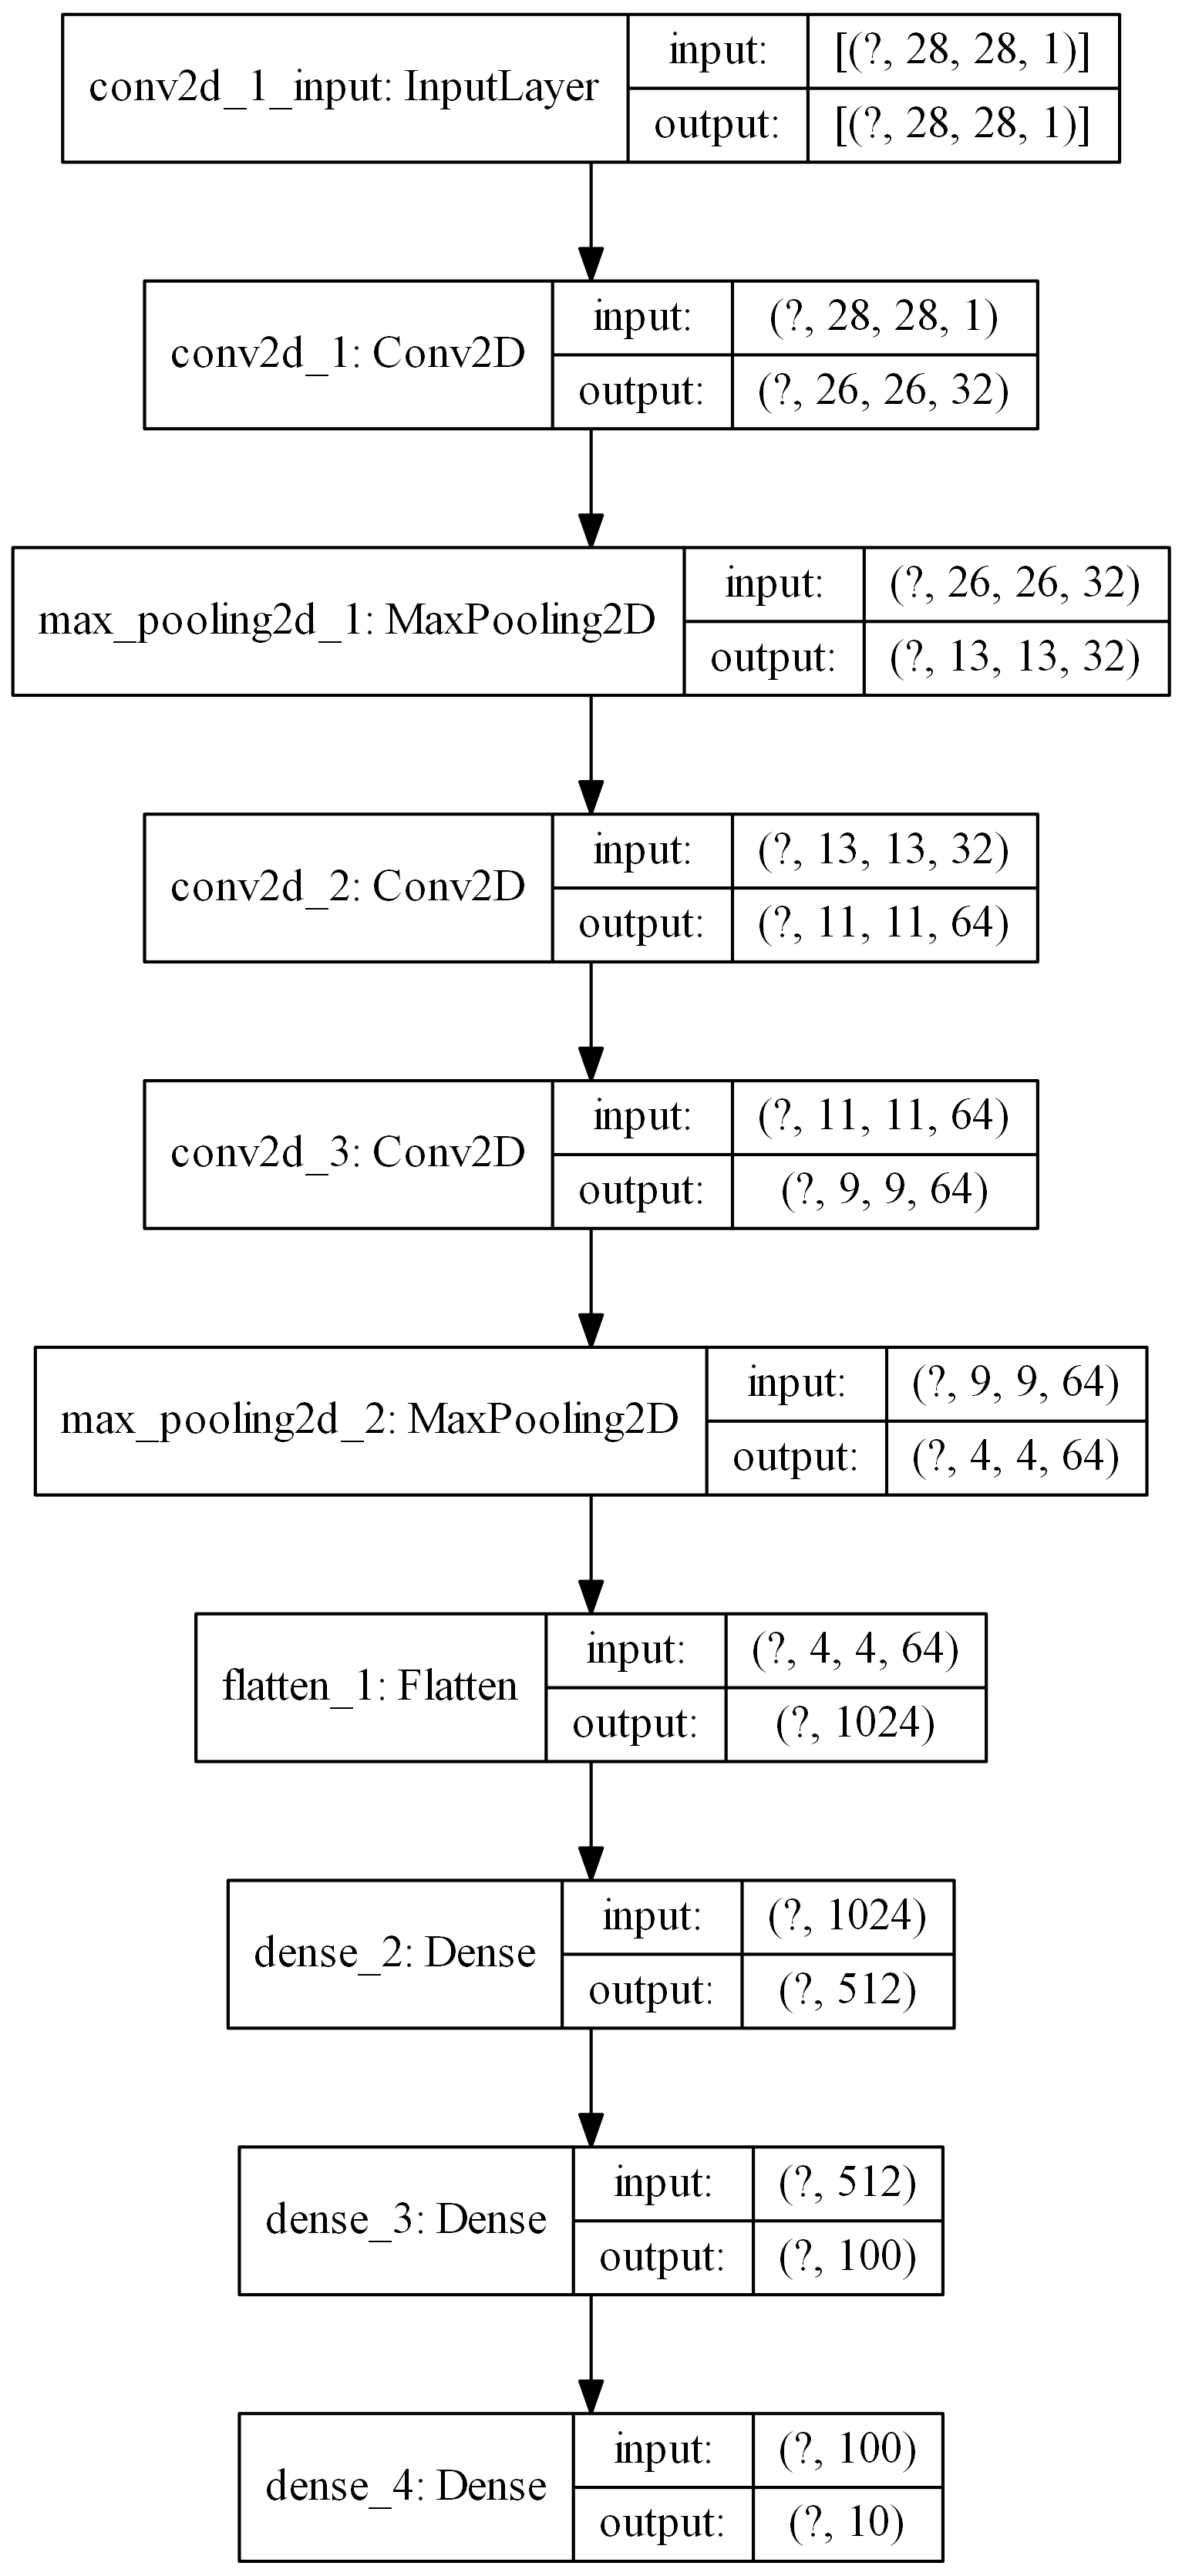 conv2d_1_input: InputLayer
input: [(?, 28, 28, 1)]
output: [(?, 28, 28, 1)]
conv2d_1: Conv2D
input: (?, 28, 28, 1)
output: (?, 26, 26, 32)
max_pooling2d_1: MaxPooling2D
input: (?, 26, 26, 32)
output: (?, 13, 13, 32)
conv2d_2: Conv2D
input: (?, 13, 13, 32)
output: (?, 11, 11, 64)
conv2d_3: Conv2D
input: (?, 11, 11, 64)
output: (?, 9, 9, 64)
max_pooling2d_2: MaxPooling2D
input: (?, 9, 9, 64)
output: (?, 4, 4, 64)
flatten_1: Flatten
input: (?, 4, 4, 64)
output: (?, 1024)
dense_2: Dense
input: (?, 1024)
output: (?, 512)
dense_3: Dense
input: (?, 512)
output: (?, 100)
dense_4: Dense
input: (?, 100)
output: (?, 10)